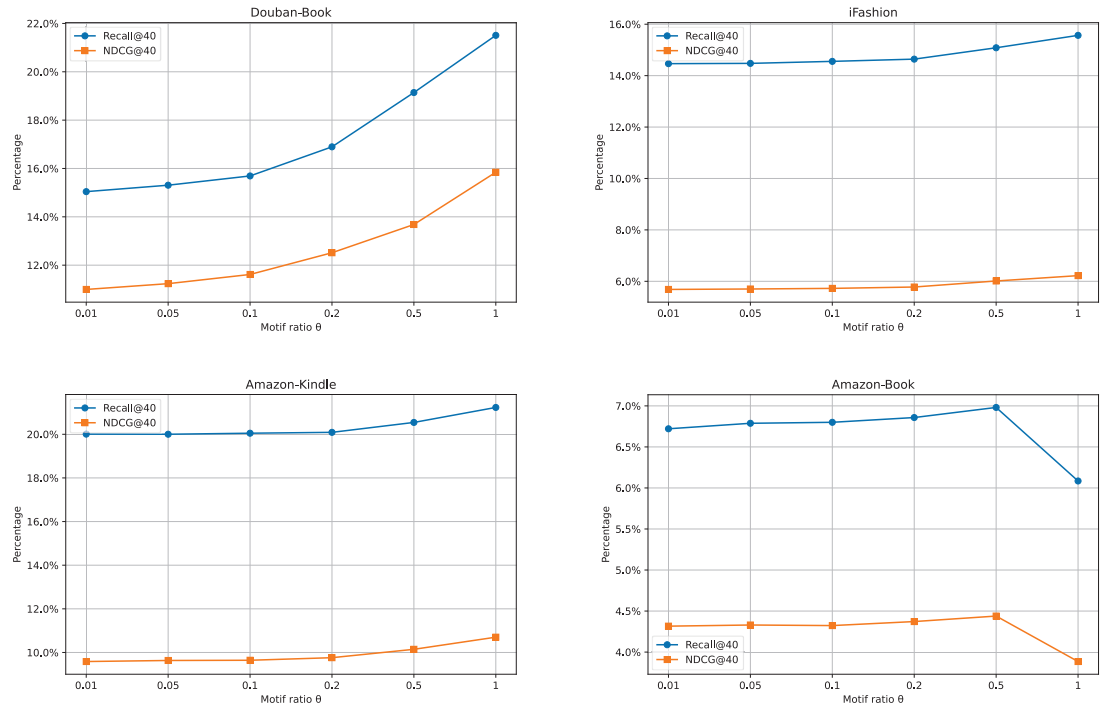 Douban-Book
22.0%
20.0%
18.0%
16.0%
14.0%
12.0%
Percentage
Recall@40
NDCG@40
0.01 0.05 0.1 0.2 0.5 1
Motif ratio θ
iFashion
16.0%
14.0%
12.0%
10.0%
8.0%
6.0%
Percentage
Recall@40
NDCG@40
0.01 0.05 0.1 0.2 0.5 1
Motif ratio θ
Amazon-Kindle
20.0%
18.0%
16.0%
14.0%
12.0%
10.0%
Percentage
Recall@40
NDCG@40
0.01 0.05 0.1 0.2 0.5 1
Motif ratio θ
Amazon-Book
7.0%
6.5%
6.0%
5.5%
5.0%
4.5%
4.0%
Percentage
Recall@40
NDCG@40
0.01 0.05 0.1 0.2 0.5 1
Motif ratio θ